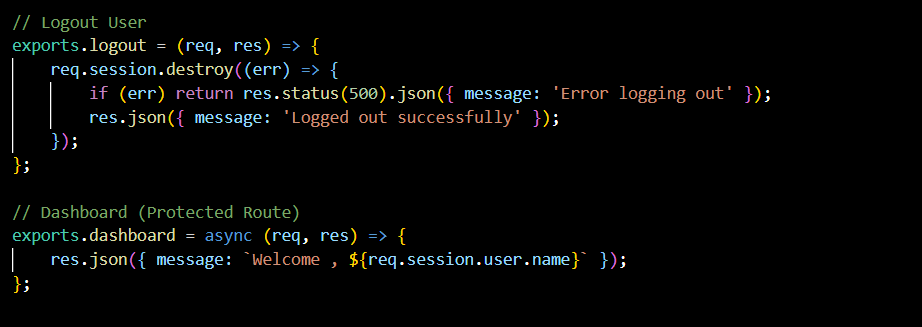 // Logout User
exports.logout = (req, res) => {
    req.session.destroy((err) => {
        if (err) return res.status(500).json({ message: 'Error logging out' });
        res.json({ message: 'Logged out successfully' });
    });
};

// Dashboard (Protected Route)
exports.dashboard = async (req, res) => {
    res.json({ message: `Welcome , ${req.session.user.name}` });
};